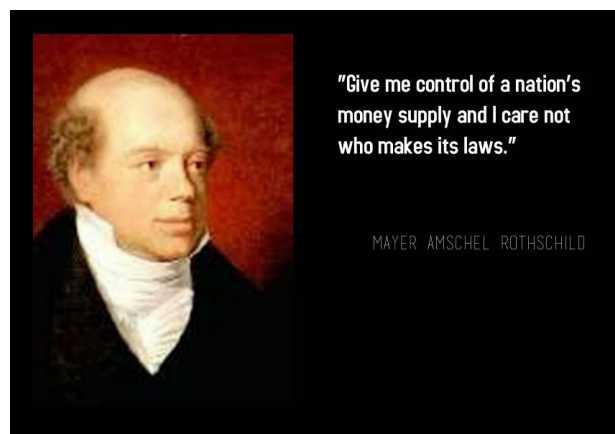 "Give me control of a nation's
money supply and I care not
who makes its laws."
MAYER AMSCHEL ROTHSCHILD